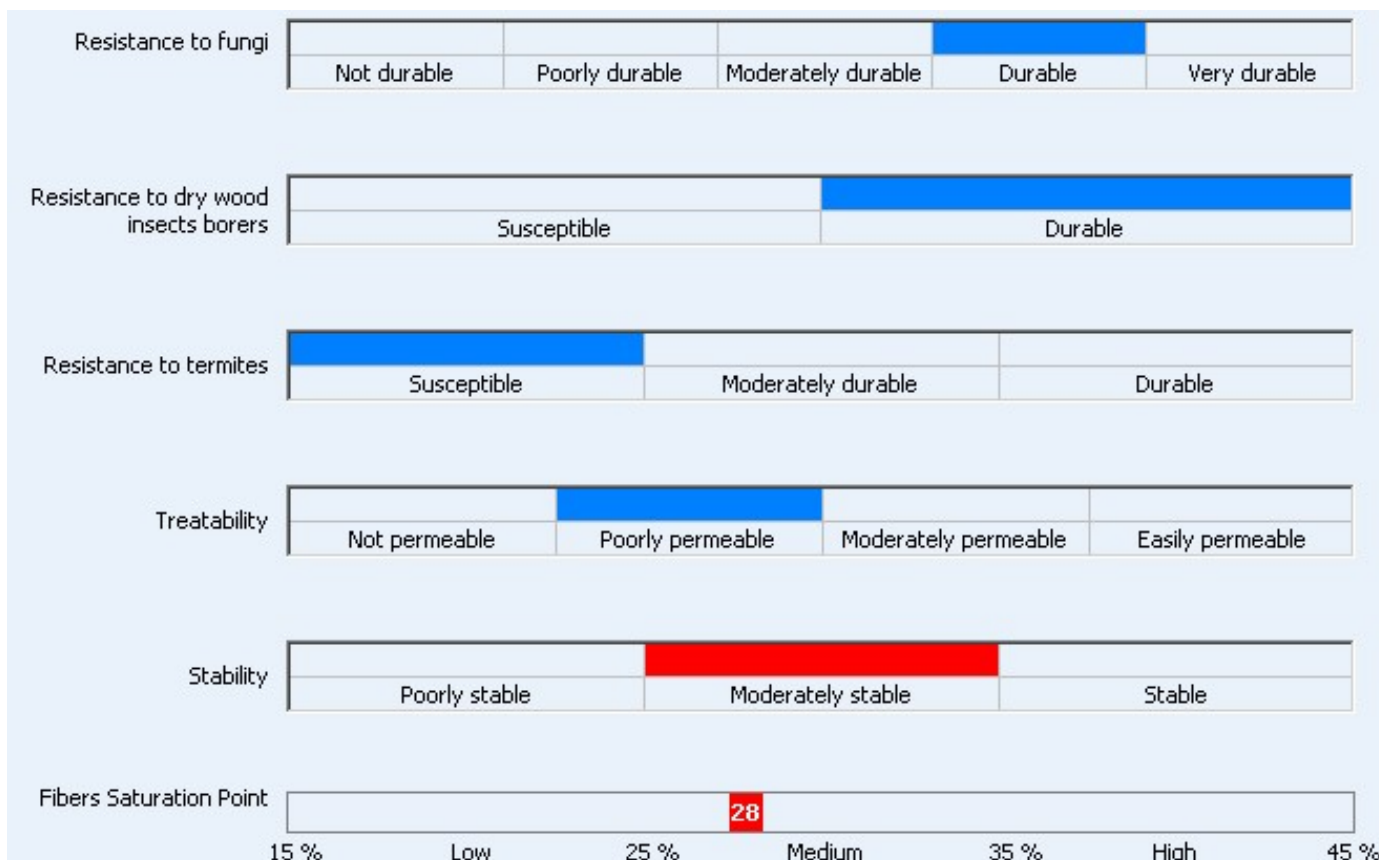 Resistance to fungi
Not durable Poorly durable Moderately durable Durable Very durable
Resistance to dry wood
insects borers
Susceptible Durable
Resistance to termites
Susceptible Moderately durable Durable
Treatability
Not permeable Poorly permeable Moderately permeable Easily permeable
Stability
Poorly stable Moderately stable Stable
Fibers Saturation Point
28
15 % Low 25 % Medium 35 % High 45 %